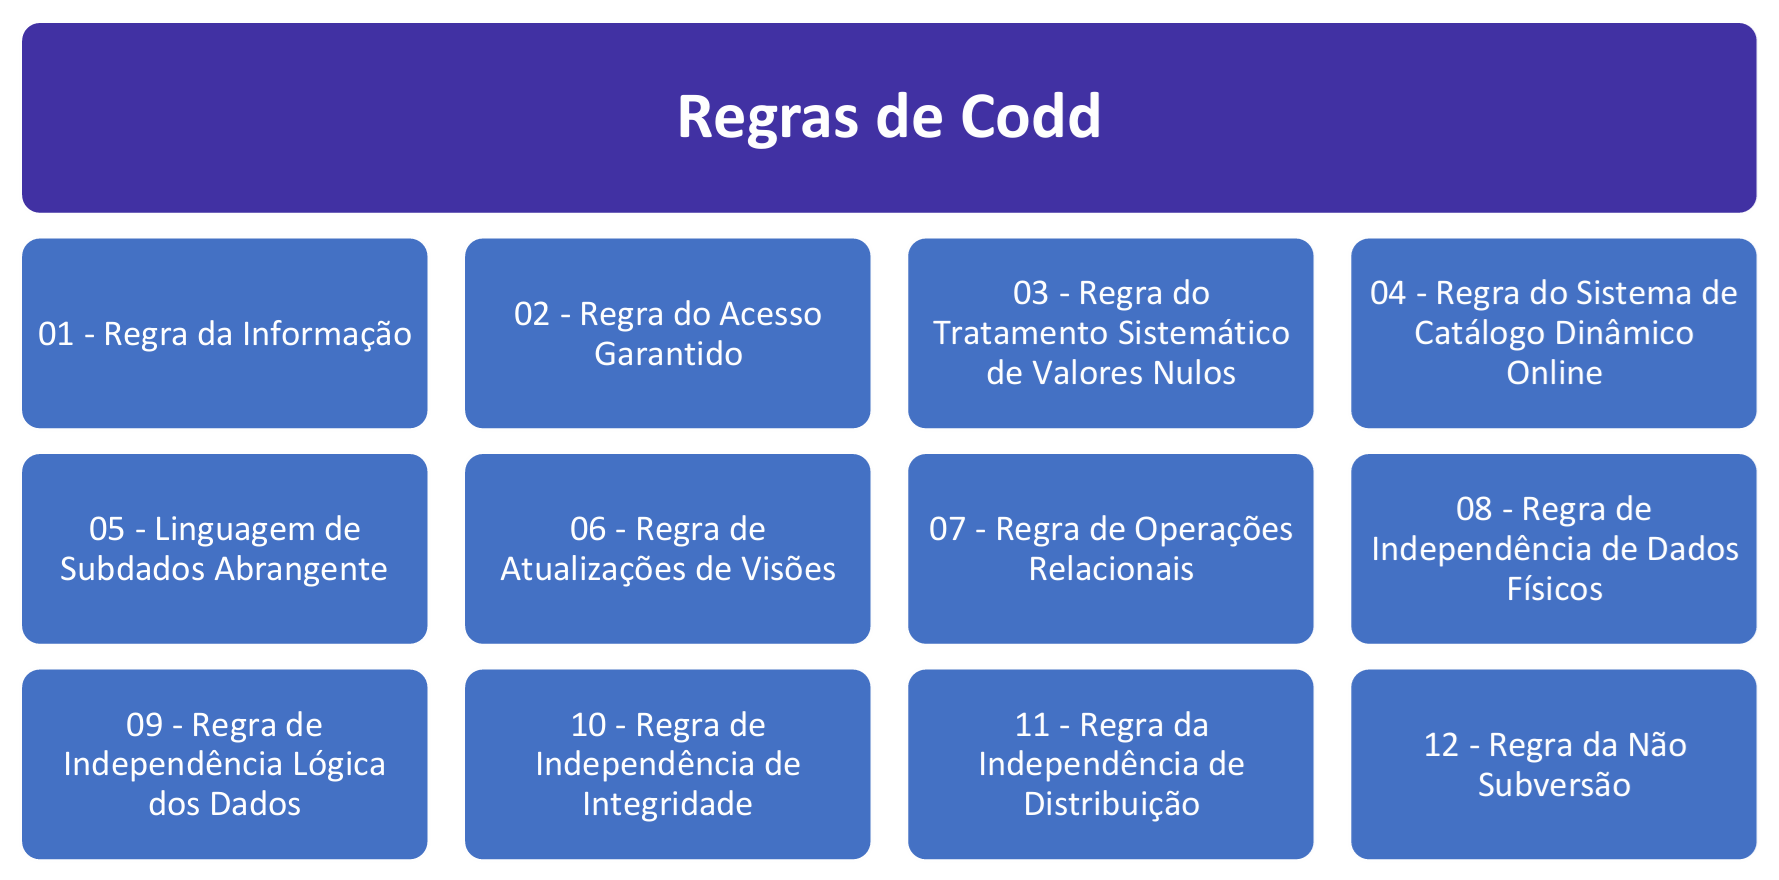 Regras de Codd
01 - Regra da Informação
02 - Regra do Acesso
Garantido
03 - Regra do
Tratamento Sistemático
de Valores Nulos
04 - Regra do Sistema de
Catálogo Dinâmico
Online
05 - Linguagem de
Subdados Abrangente
06 - Regra de
Atualizações de Visões
07 - Regra de Operações
Relacionais
08 - Regra de
Independência de Dados
Físicos
09 - Regra de
Independência Lógica
dos Dados
10 - Regra de
Independência de
Integridade
11 - Regra da
Independência de
Distribuição
12 - Regra da Não
Subversão